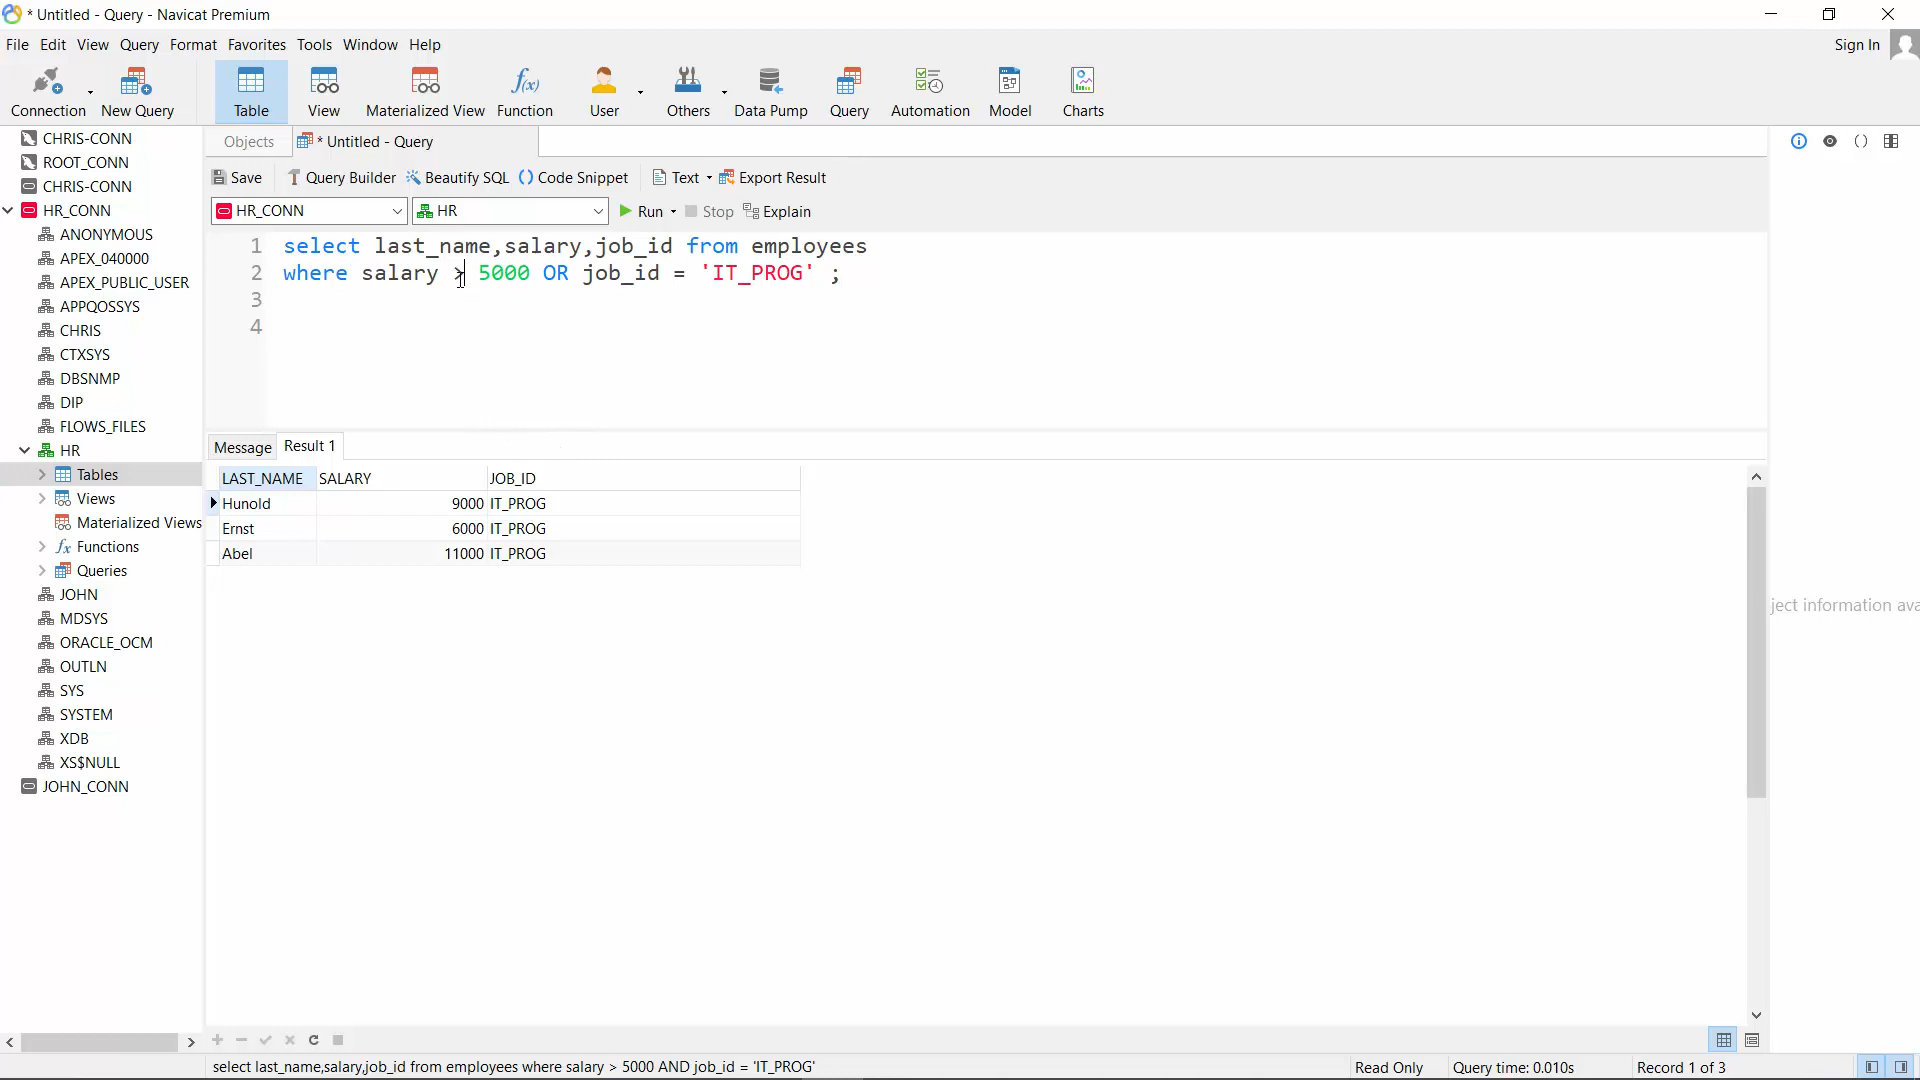 * Untitled - Query - Navicat Premium
File Edit View Query Format Favorites Tools Window Help
Sign In
Connection New Query Table View Materialized View Function User Others Data Pump Query Automation Model Charts
CHRIS-CONN
ROOT_CONN
CHRIS-CONN
HR_CONN
ANONYMOUS
APEX_040000
APEX_PUBLIC_USER
APPQOSSYS
CHRIS
CTXSYS
DBSNMP
DIP
FLOWS_FILES
HR
Tables
Views
Materialized Views
fx Functions
Queries
JOHN
MDSYS
ORACLE_OCM
OUTLN
SYS
SYSTEM
XDB
XS$NULL
JOHN_CONN
Objects * Untitled - Query
Save Query Builder Beautify SQL () Code Snippet Text Export Result
HR_CONN HR Run Stop Explain
1 select last_name,salary,job_id from employees
2 where salary > 5000 OR job_id = 'IT_PROG' ;
3
4
Message Result 1
LAST_NAME SALARY JOB_ID
Hunold 9000 IT_PROG
Ernst 6000 IT_PROG
Abel 11000 IT_PROG
ject information ava
select last_name,salary,job_id from employees where salary > 5000 AND job_id = 'IT_PROG'
Read Only Query time: 0.010s Record 1 of 3